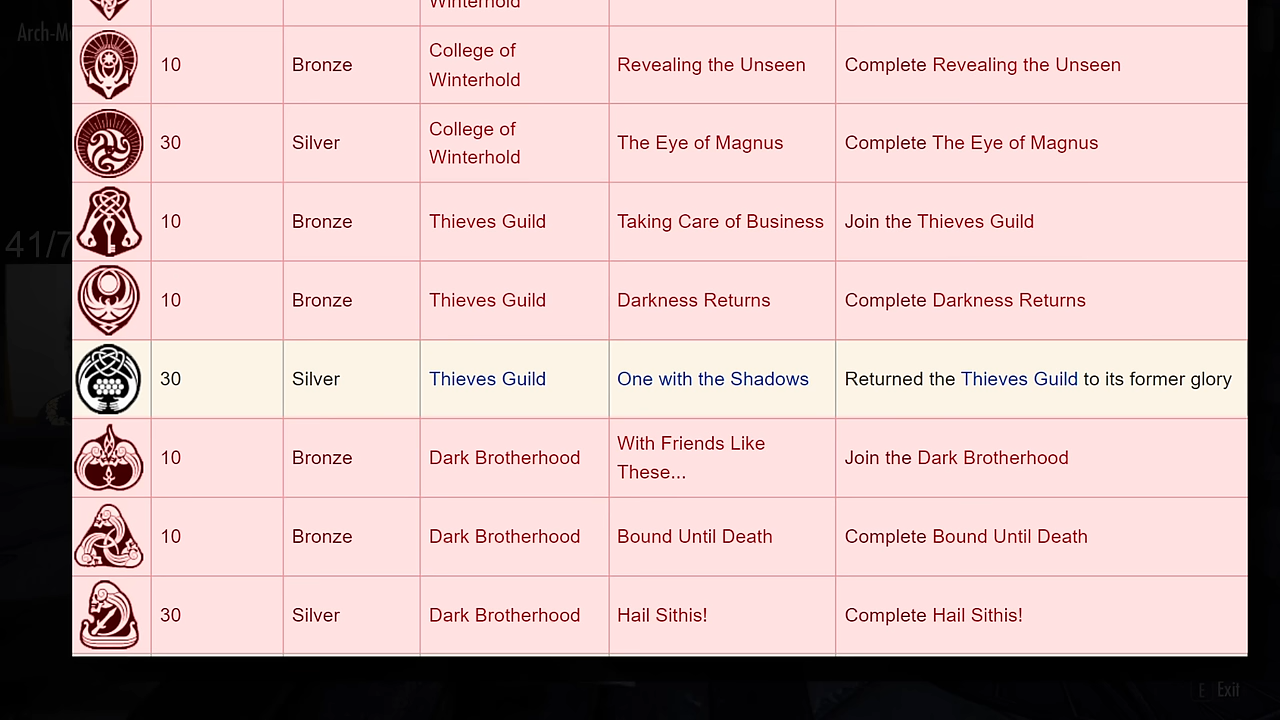 Winterhold
Arch-M
10 Bronze College of Winterhold Revealing the Unseen Complete Revealing the Unseen
30 Silver College of Winterhold The Eye of Magnus Complete The Eye of Magnus
10 Bronze Thieves Guild Taking Care of Business Join the Thieves Guild
41/7
10 Bronze Thieves Guild Darkness Returns Complete Darkness Returns
30 Silver Thieves Guild One with the Shadows Returned the Thieves Guild to its former glory
10 Bronze Dark Brotherhood With Friends Like These... Join the Dark Brotherhood
10 Bronze Dark Brotherhood Bound Until Death Complete Bound Until Death
30 Silver Dark Brotherhood Hail Sithis! Complete Hail Sithis!
E Exit